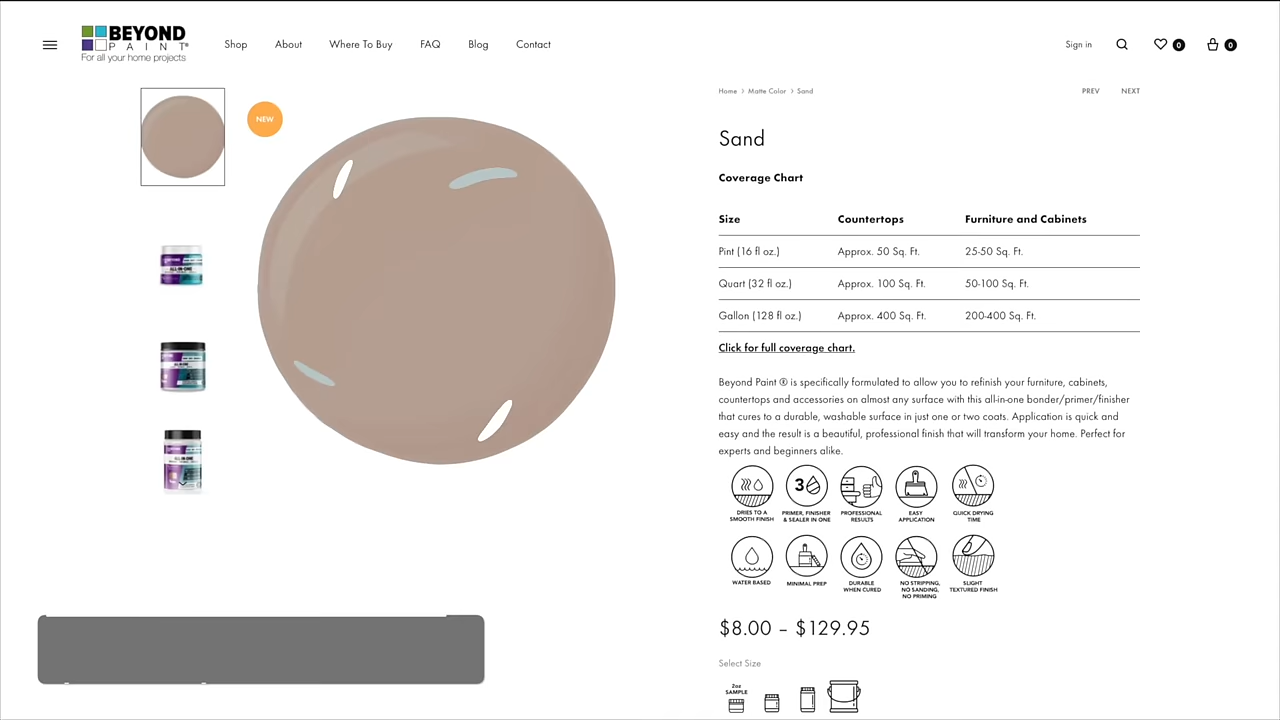 BEYOND
PAINT®
For all your home projects
Shop About Where To Buy FAQ Blog Contact
Sign in 0 0
Home › Matte Color › Sand PREV NEXT
NEW
Sand
Coverage Chart
Size Countertops Furniture and Cabinets
Pint (16 fl oz.) Approx. 50 Sq. Ft. 25-50 Sq. Ft.
Quart (32 fl oz.) Approx. 100 Sq. Ft. 50-100 Sq. Ft.
Gallon (128 fl oz.) Approx. 400 Sq. Ft. 200-400 Sq. Ft.
Click for full coverage chart.
Beyond Paint ® is specifically formulated to allow you to refinish your furniture, cabinets,
countertops and accessories on almost any surface with this all-in-one bonder/primer/finisher
that cures to a durable, washable surface in just one or two coats. Application is quick and
easy and the result is a beautiful, professional finish that will transform your home. Perfect for
experts and beginners alike.
3
DRIES TO A
SMOOTH FINISH
PRIMER, FINISHER
& SEALER IN ONE
PROFESSIONAL
RESULTS
EASY
APPLICATION
QUICK DRYING
TIME
WATER BASED
MINIMAL PREP
DURABLE
WHEN CURED
NO STRIPPING,
NO SANDING,
NO PRIMING
SLIGHT
TEXTURED FINISH
$8.00 – $129.95
Select Size
2oz
SAMPLE